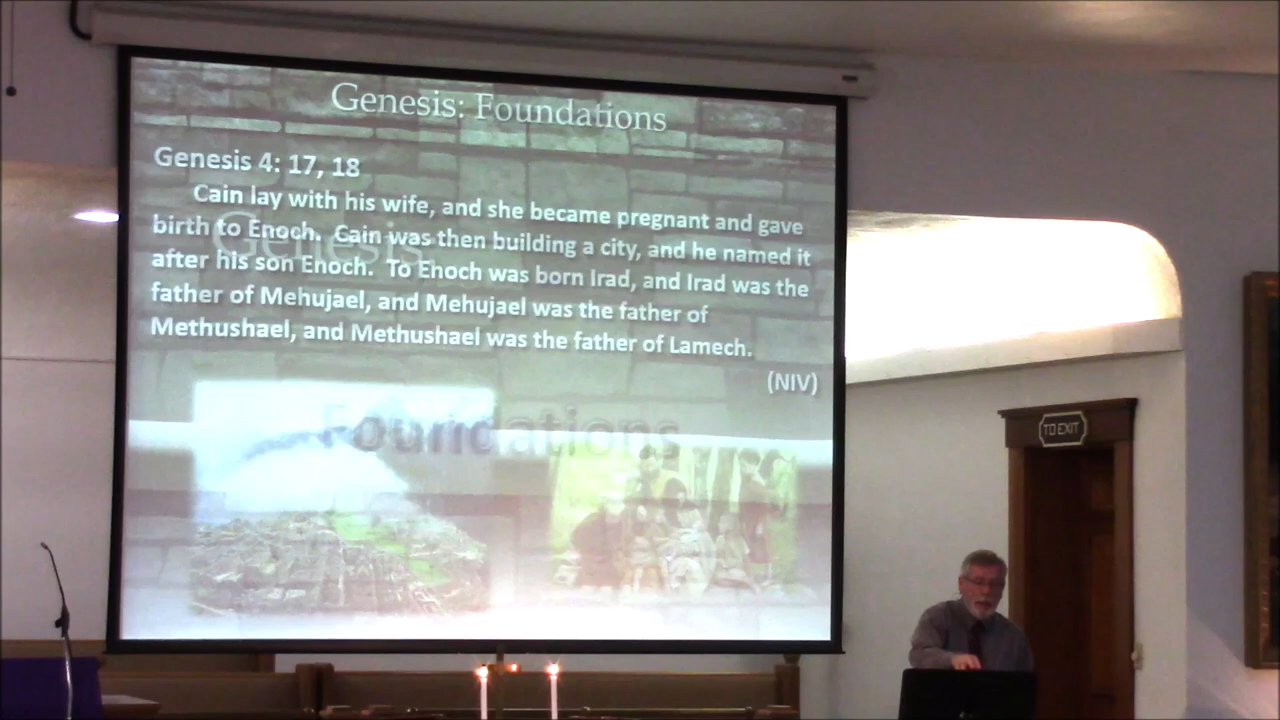 Genesis: Foundations
Genesis 4: 17, 18
Cain lay with his wife, and she became pregnant and gave
birth to Enoch. Cain was then building a city, and he named it
after his son Enoch. To Enoch was born Irad, and Irad was the
father of Mehujael, and Mehujael was the father of
Methushael, and Methushael was the father of Lamech.
(NIV)
Genesis
Foundations
TO EXIT